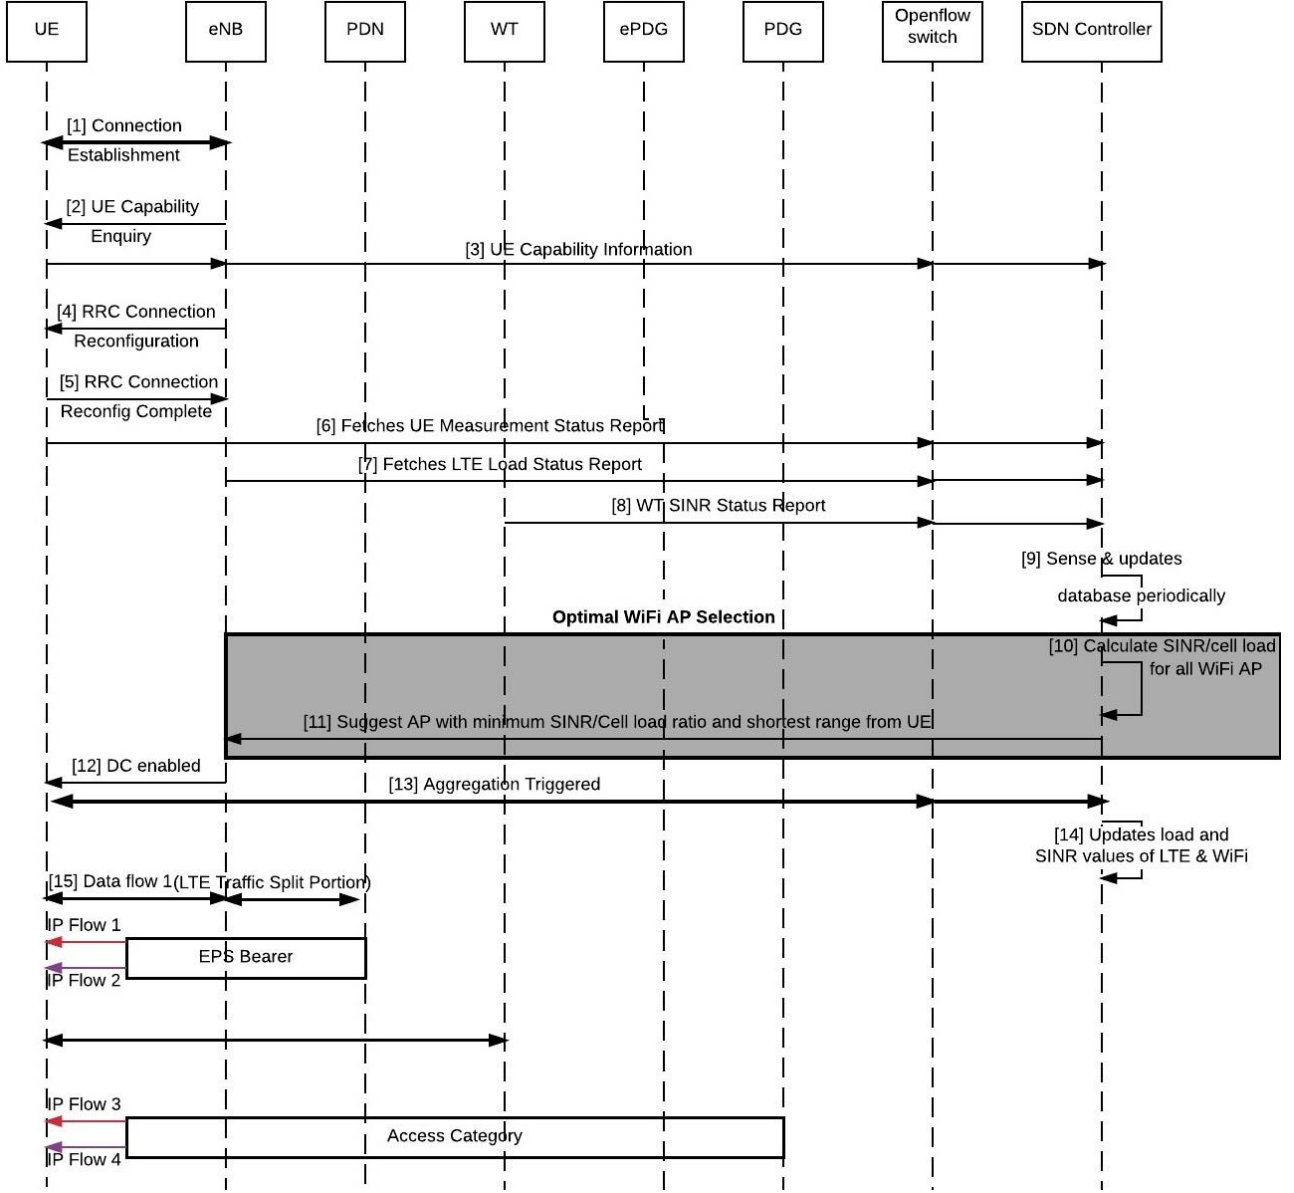 UE
eNB
PDN
WT
ePDG
PDG
Openflow
switch
SDN Controller
[1] Connection
Establishment
[2] UE Capability
Enquiry
[3] UE Capability Information
[4] RRC Connection
Reconfiguration
[5] RRC Connection
Reconfig Complete
[6] Fetches UE Measurement Status Report
[7] Fetches LTE Load Status Report
[8] WT SINR Status Report
[9] Sense & updates
database periodically
Optimal WiFi AP Selection
[10] Calculate SINR/cell load
for all WiFi AP
[11] Suggest AP with minimum SINR/Cell load ratio and shortest range from UE
[12] DC enabled
[13] Aggregation Triggered
[14] Updates load and
SINR values of LTE & WiFi
[15] Data flow 1(LTE Traffic Split Portion)
IP Flow 1
EPS Bearer
IP Flow 2
IP Flow 3
Access Category
IP Flow 4